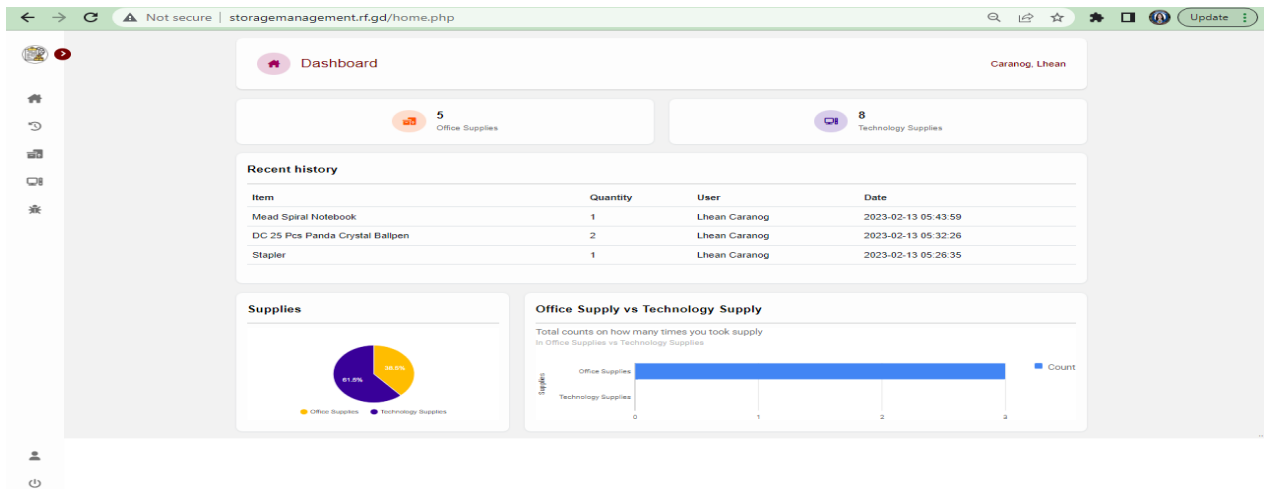 Not secure | storagemanagement.rf.gd/home.php Update
Dashboard
Caranog, Lhean
5
Office Supplies
8
Technology Supplies
Recent history
Item Quantity User Date
Mead Spiral Notebook 1 Lhean Caranog 2023-02-13 05:43:59
DC 25 Pcs Panda Crystal Ballpen 2 Lhean Caranog 2023-02-13 05:32:26
Stapler 1 Lhean Caranog 2023-02-13 05:26:35
Supplies
38.5%
61.5%
Office Supplies Technology Supplies
Office Supply vs Technology Supply
Total counts on how many times you took supply
In Office Supplies vs Technology Supplies
Supplies
Office Supplies
Technology Supplies
0 1 2 3
Count